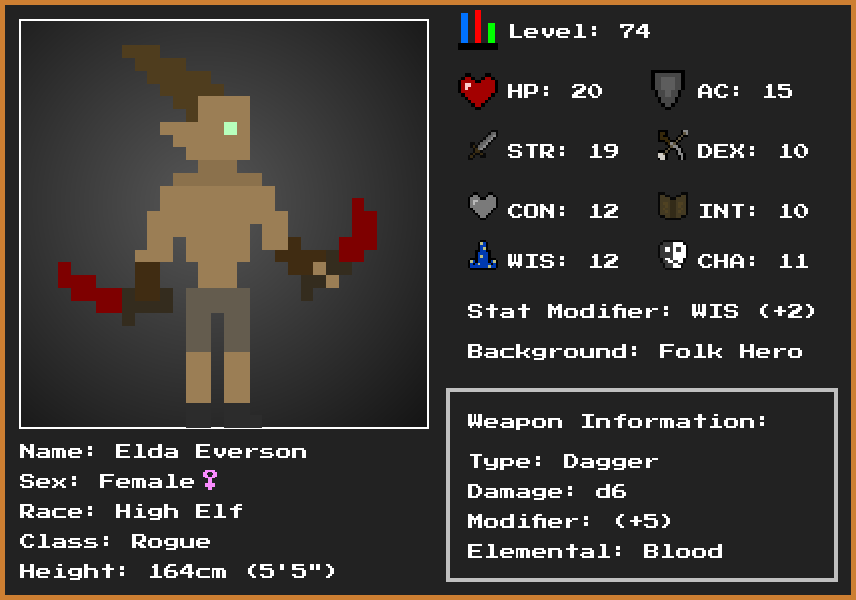 Level: 74
HP: 20
AC: 15
STR: 19
DEX: 10
CON: 12
INT: 10
WIS: 12
CHA: 11
Stat Modifier: WIS (+2)
Background: Folk Hero
Weapon Information:
Type: Dagger
Damage: d6
Modifier: (+5)
Elemental: Blood
Name: Elda Everson
Sex: Female♀
Race: High Elf
Class: Rogue
Height: 164cm (5'5")